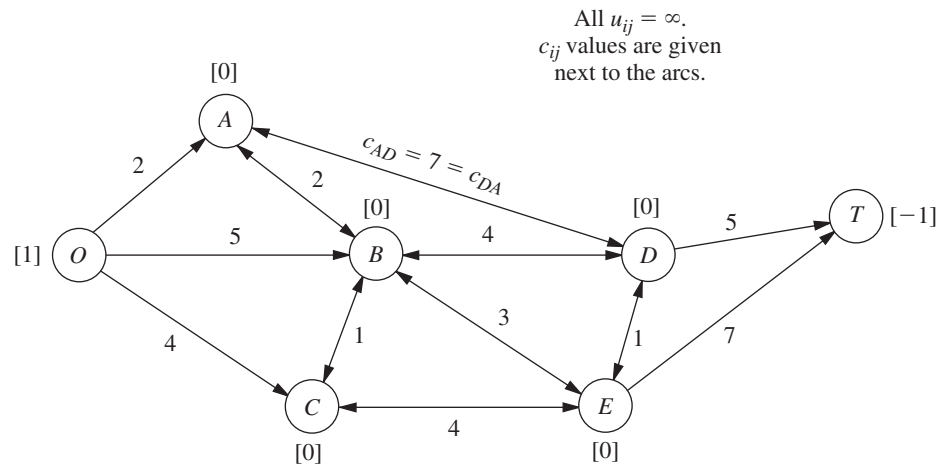 All u_ij = ∞.
c_ij values are given
next to the arcs.
[0]
A
c_AD = 7 = c_DA
2
2
[0]
[0]
T
[−1]
5
4
5
[1]
O
B
D
4
1
3
1
7
C
E
4
[0]
[0]